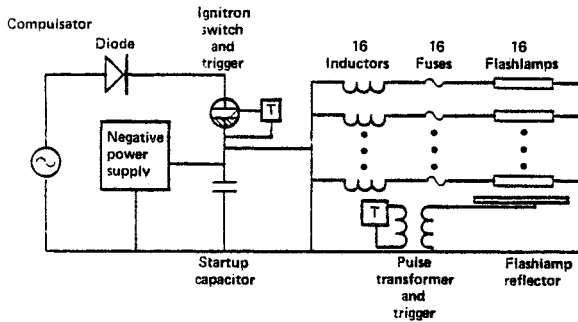 Compulsator
Diode
Ignitron
switch
and
trigger
16
Inductors
16
Fuses
16
Flashlamps
T
Negative
power
supply
T
Startup
capacitor
Pulse
transformer
and
trigger
Flashlamp
reflector